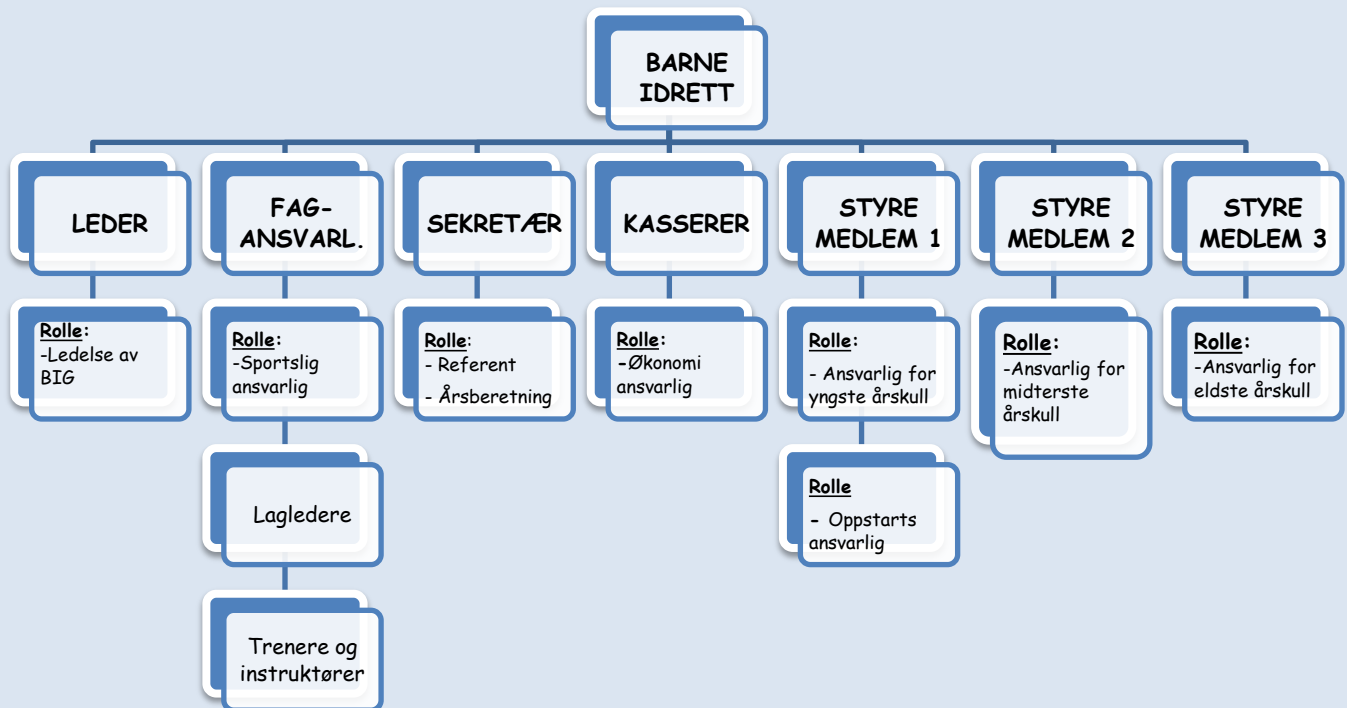 BARNE
IDRETT
LEDER
FAG-
ANSVARL.
SEKRETÆR
KASSERER
STYRE
MEDLEM 1
STYRE
MEDLEM 2
STYRE
MEDLEM 3
Rolle:
-Ledelse av
BIG
Rolle:
-Sportslig
ansvarlig
Rolle:
- Referent
- Årsberetning
Rolle:
-Økonomi
ansvarlig
Rolle:
- Ansvarlig for
yngste årskull
Rolle:
-Ansvarlig for
midterste
årskull
Rolle:
-Ansvarlig for
eldste årskull
Lagledere
Rolle
- Oppstarts
ansvarlig
Trenere og
instruktører